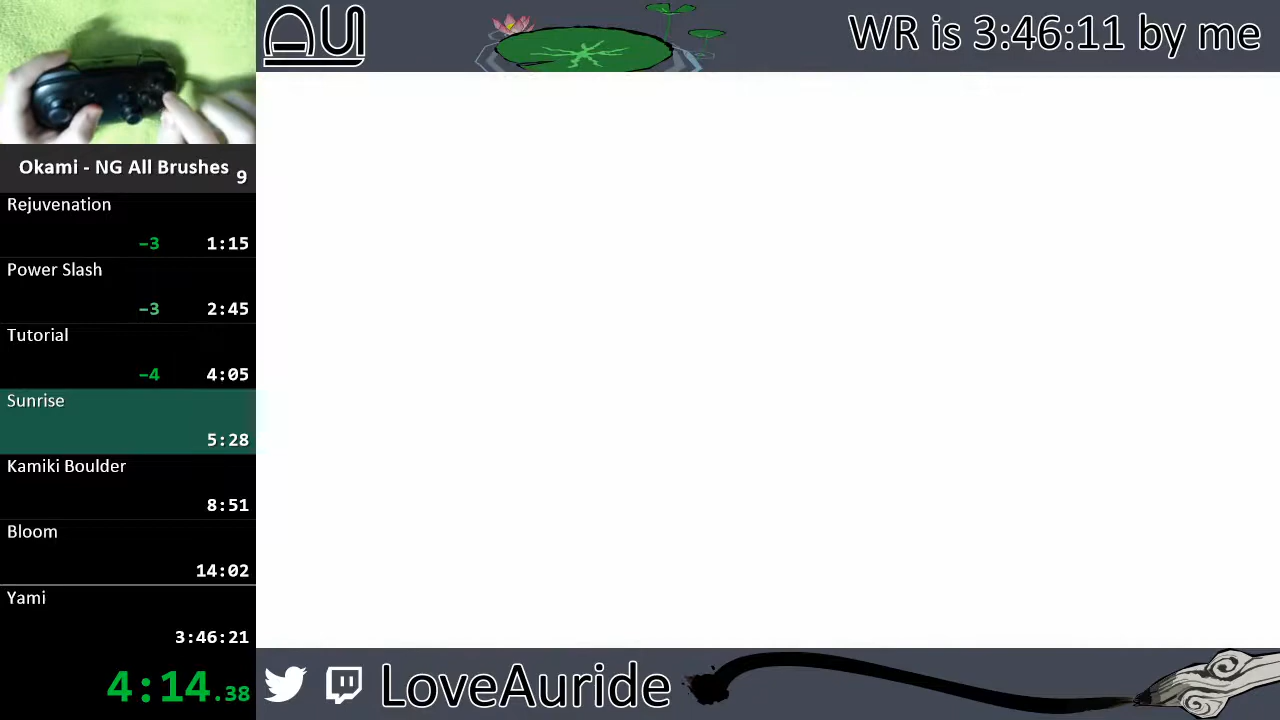 AU
WR is 3:46:11 by me
Okami - NG All Brushes 9
Rejuvenation
-3 1:15
Power Slash
-3 2:45
Tutorial
-4 4:05
Sunrise
5:28
Kamiki Boulder
8:51
Bloom
14:02
Yami
3:46:21
4:14.38
LoveAuride